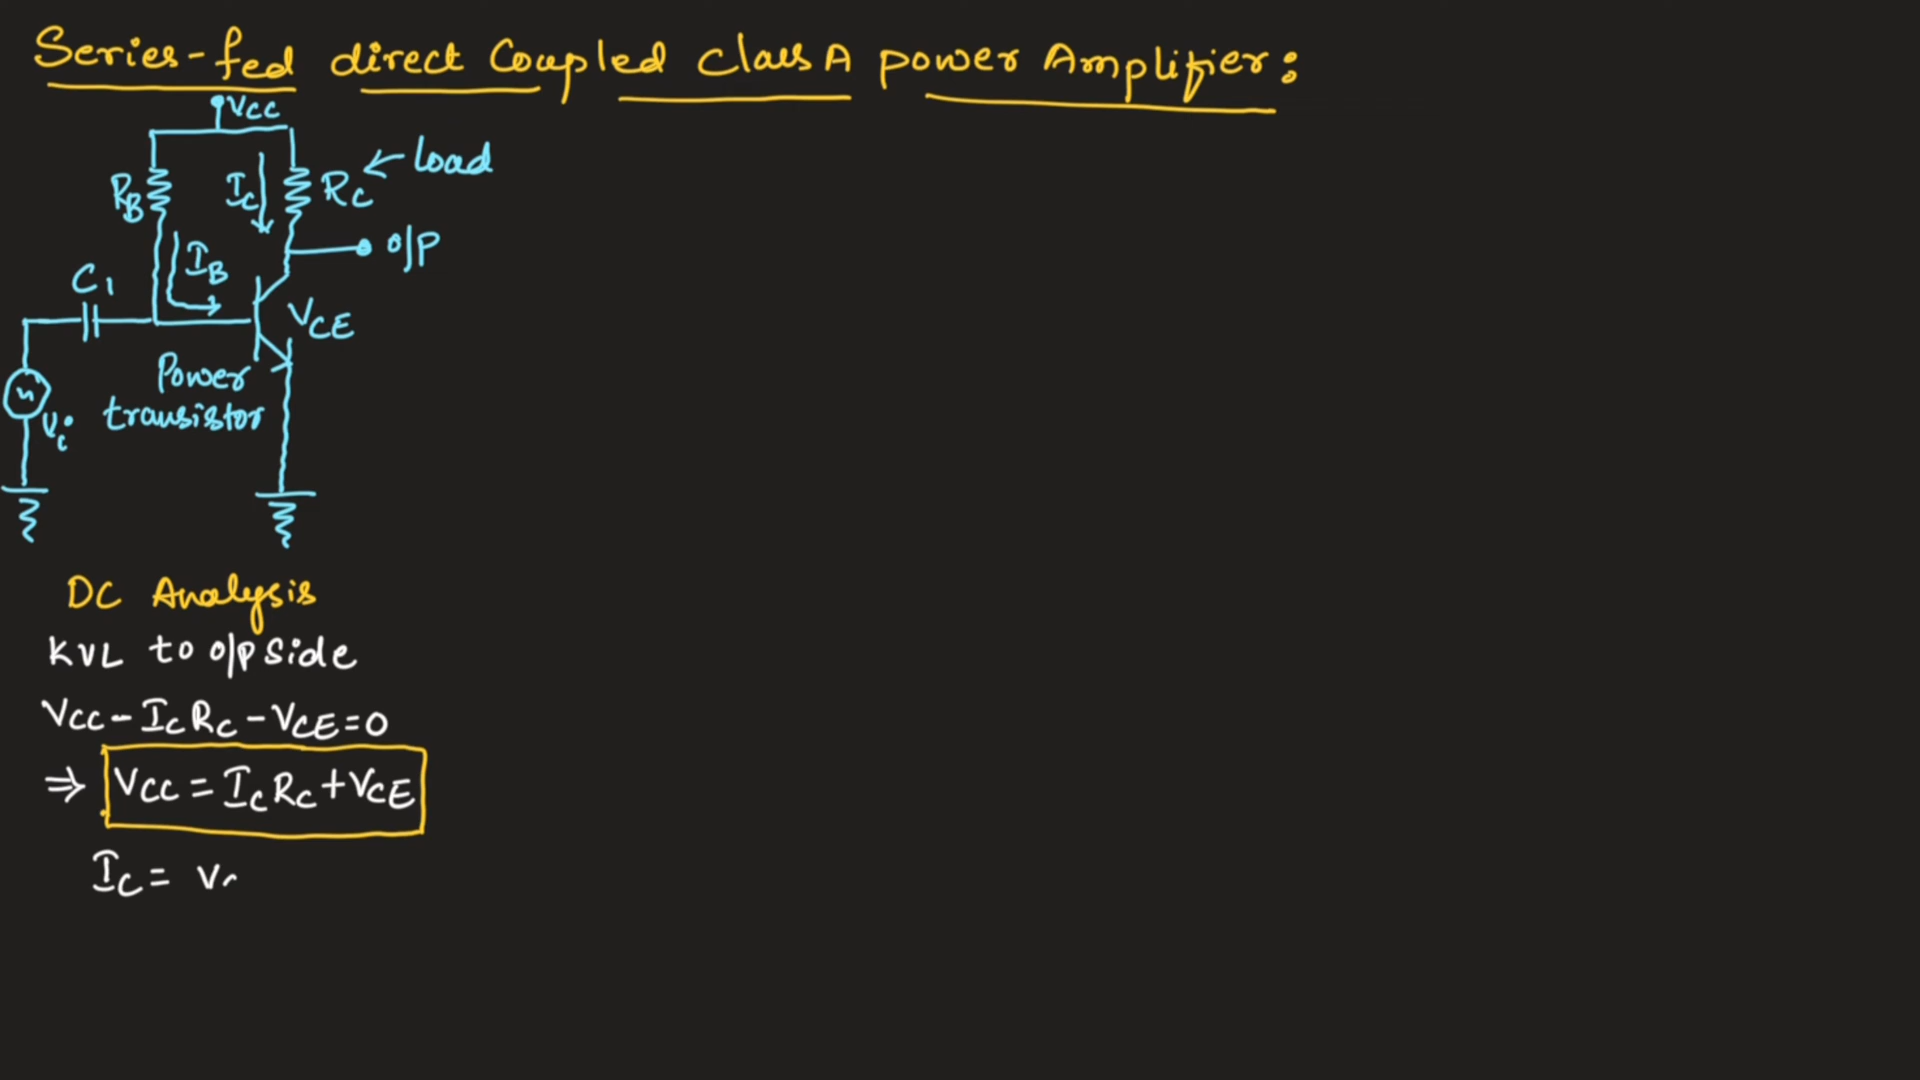 Series-fed direct Coupled Class A power Amplifier:
VCC
Load
RB IC RC
IB O/P
C1
VCE
Power
transistor
Vi
DC Analysis
KVL to O/P Side
VCC - ICRC - VCE = 0
⇒ VCC = ICRC + VCE
IC = V